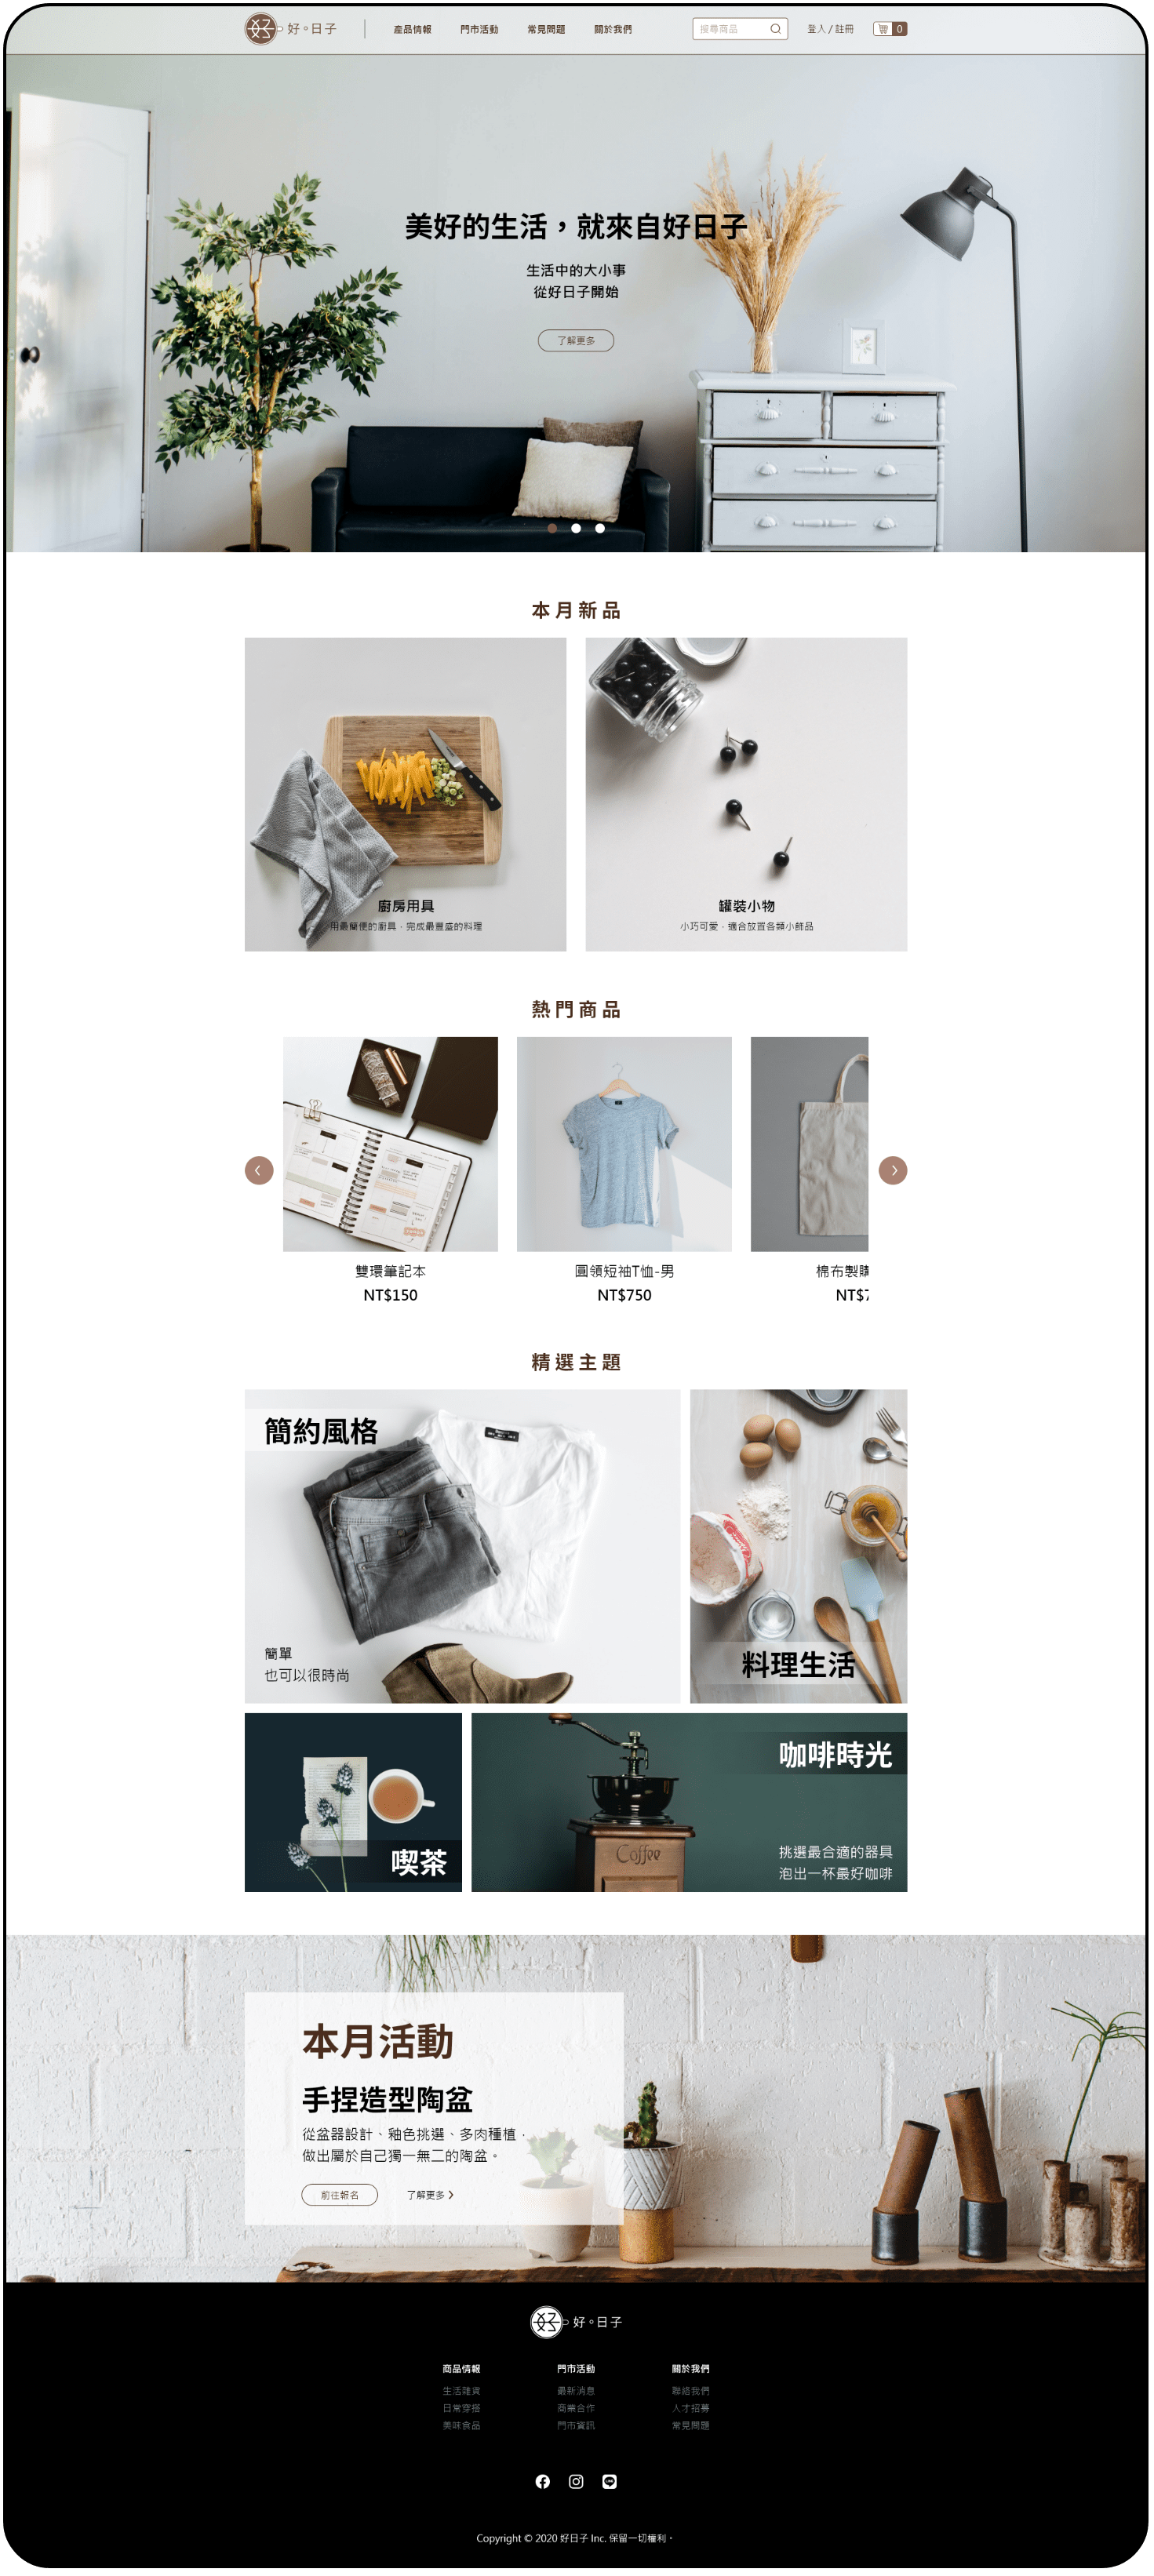 好日子
產品情報
門市活動
常見問題
關於我們
搜尋商品
登入 / 註冊
0
美好的生活，就來自好日子
生活中的大小事
從好日子開始
了解更多
本月新品
廚房用具
用最簡便的廚具，完成最豐盛的料理
罐裝小物
小巧可愛，適合放置各類小飾品
熱門商品
雙環筆記本
NT$150
圓領短袖T恤-男
NT$750
棉布製
NT$
精選主題
簡約風格
簡單
也可以很時尚
料理生活
喫茶
Coffee
咖啡時光
挑選最合適的器具
泡出一杯最好咖啡
本月活動
手捏造型陶盆
從盆器設計、釉色挑選、多肉種植，
做出屬於自己獨一無二的陶盆。
前往報名
了解更多
好日子
商品情報
生活雜貨
日常穿搭
美味食品
門市活動
最新消息
商業合作
門市資訊
關於我們
聯絡我們
人才招募
常見問題
Copyright © 2020 好日子 Inc. 保留一切權利。